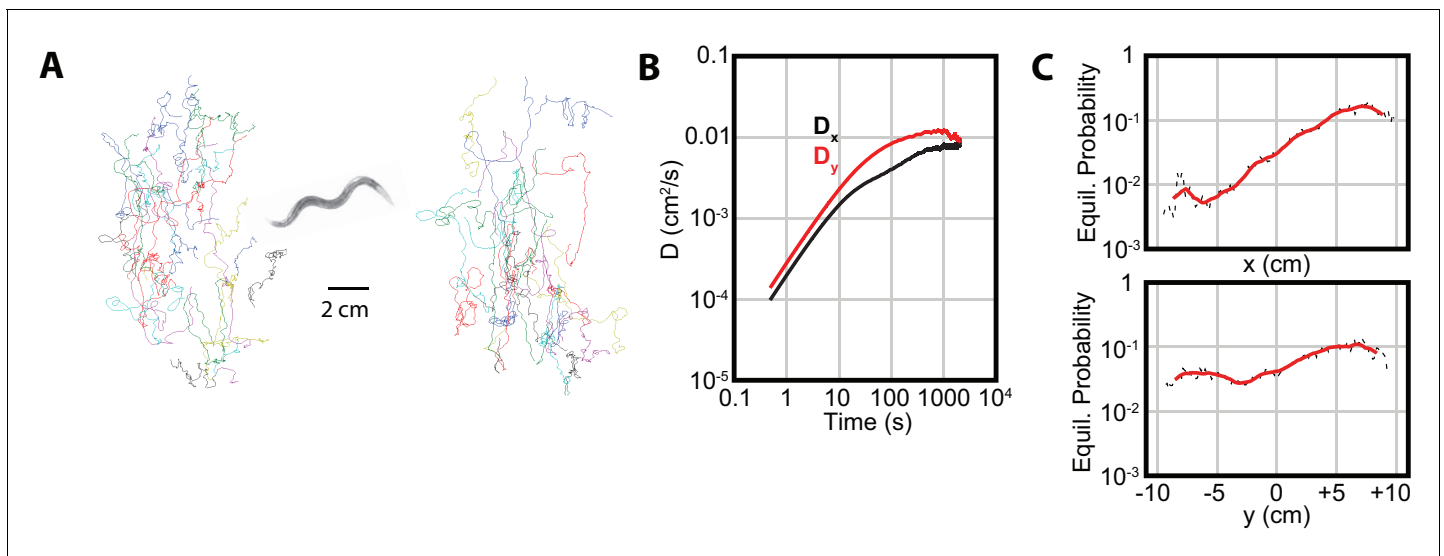 A
2 cm
B
0.1
0.01
10-3
10-4
10-5
D (cm2/s)
Dx
Dy
0.1 1 10 100 1000 104
Time (s)
C
1
10-1
10-2
10-3
Equil. Probability
x (cm)
1
10-1
10-2
10-3
Equil. Probability
-10 -5 0 +5 +10
y (cm)